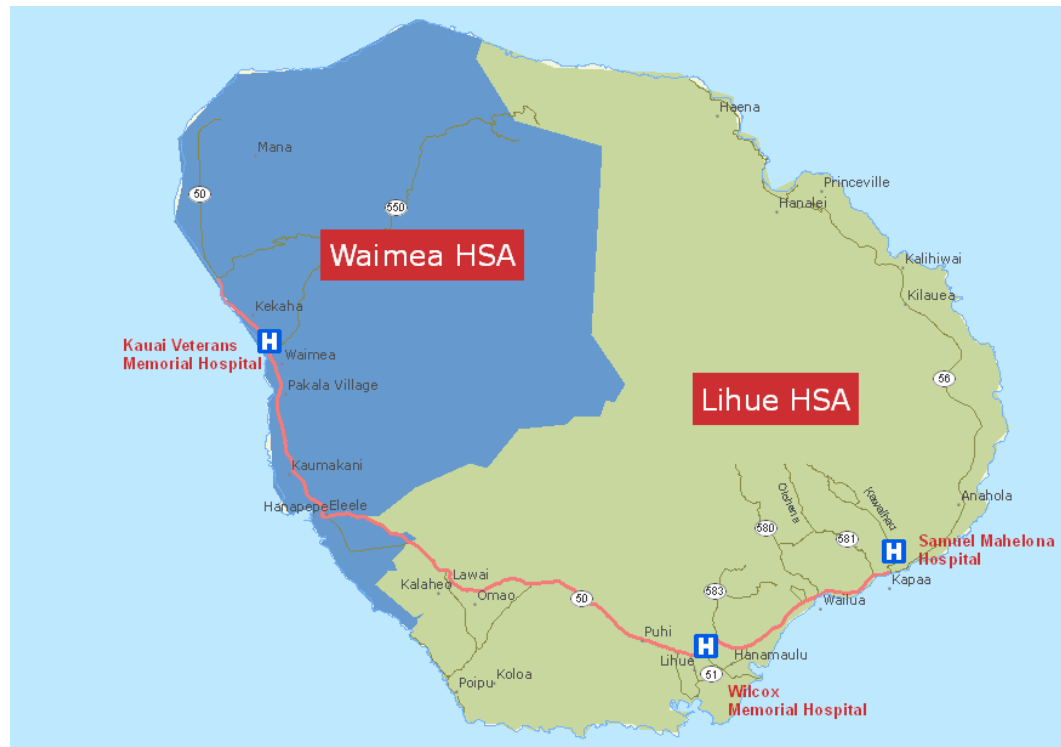 Haena
Mana
50
550
Princeville
Hanalei
Waimea HSA
Kalihiwai
Kilauea
Kekaha
Kauai Veterans
Memorial Hospital
H
Waimea
Pakala Village
56
Lihue HSA
Kaumakani
Hanapepe
Eleele
Olohena
Kawaihau
Anahola
580
581
H
Samuel Mahelona
Hospital
Kapaa
Lawai
Kalaheo
Omao
50
583
Wailua
Puhi
H
Lihue
Hanamaulu
51
Koloa
Poipu
Wilcox
Memorial Hospital